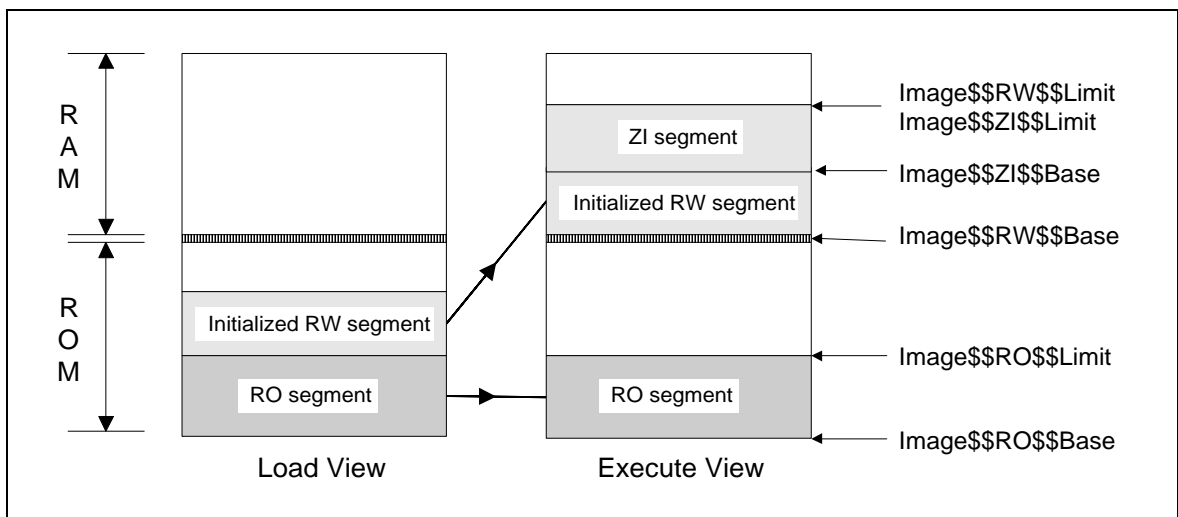 R
A
M
R
O
M
Initialized RW segment
RO segment
Load View
ZI segment
Initialized RW segment
RO segment
Execute View
Image$$RW$$Limit
Image$$ZI$$Limit
Image$$ZI$$Base
Image$$RW$$Base
Image$$RO$$Limit
Image$$RO$$Base